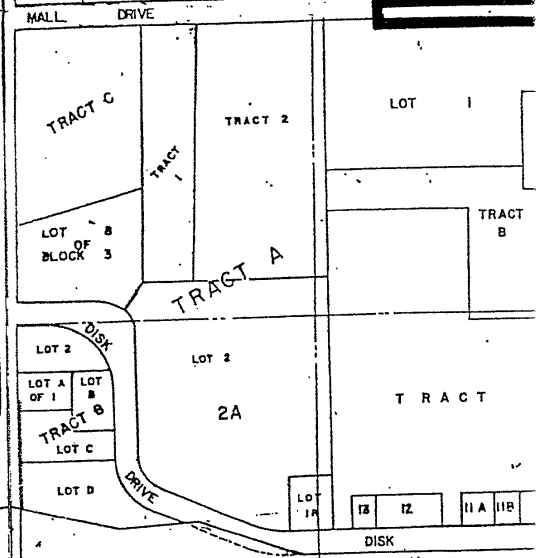 MALL DRIVE
TRACT C
TRACT 1
TRACT 2
LOT 1
LOT 8
OF
BLOCK 3
TRACT B
TRACT A
DISK
LOT 2
LOT 2
LOT A
OF 1
LOT
B
2A
TRACT
TRACT B
LOT C
LOT D
DRIVE
LOT
1R
13
12
11A
11B
DISK